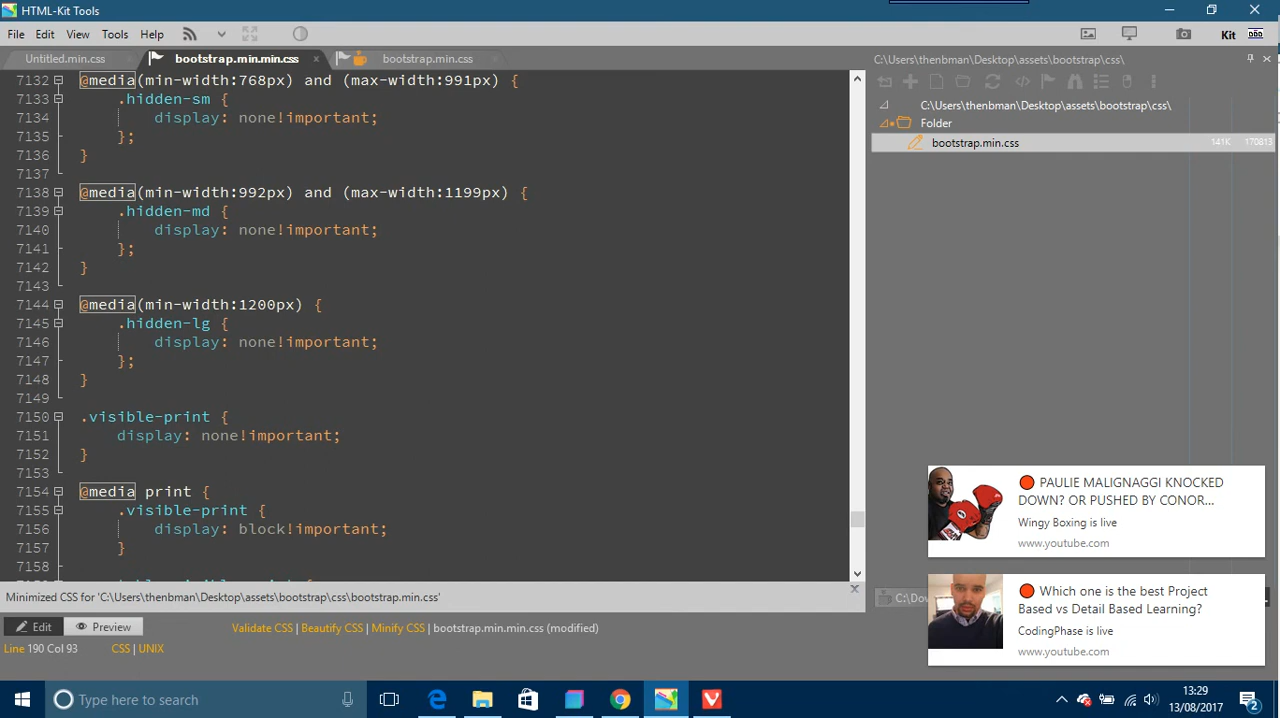 HTML-Kit Tools
File Edit View Tools Help
Kit
Untitled.min.css
bootstrap.min.min.css ×
bootstrap.min.css ×
7132 @media(min-width:768px) and (max-width:991px) {
7133 .hidden-sm {
7134 display: none!important;
7135 };
7136 }
7137
7138 @media(min-width:992px) and (max-width:1199px) {
7139 .hidden-md {
7140 display: none!important;
7141 };
7142 }
7143
7144 @media(min-width:1200px) {
7145 .hidden-lg {
7146 display: none!important;
7147 };
7148 }
7149
7150 .visible-print {
7151 display: none!important;
7152 }
7153
7154 @media print {
7155 .visible-print {
7156 display: block!important;
7157 }
7158
C:\Users\thenbman\Desktop\assets\bootstrap\css\
C:\Users\thenbman\Desktop\assets\bootstrap\css\
Folder
bootstrap.min.css 141K 170813
PAULIE MALIGNAGGI KNOCKED
DOWN? OR PUSHED BY CONOR...
Wingy Boxing is live
www.youtube.com
Which one is the best Project
Based vs Detail Based Learning?
CodingPhase is live
www.youtube.com
Minimized CSS for 'C:\Users\thenbman\Desktop\assets\bootstrap\css\bootstrap.min.css'
Edit Preview
Validate CSS | Beautify CSS | Minify CSS | bootstrap.min.min.css (modified)
Line 190 Col 93 CSS | UNIX
Type here to search
13:29
13/08/2017
2